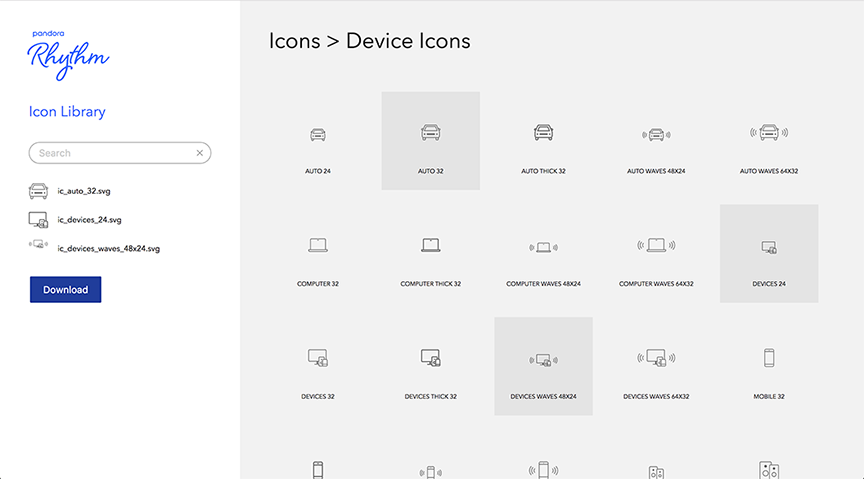 pandora
Rhythm
Icon Library
Search
ic_auto_32.svg
ic_devices_24.svg
ic_devices_waves_48x24.svg
Download
Icons > Device Icons
AUTO 24
AUTO 32
AUTO THICK 32
AUTO WAVES 48X24
AUTO WAVES 64X32
COMPUTER 32
COMPUTER THICK 32
COMPUTER WAVES 48X24
COMPUTER WAVES 64X32
DEVICES 24
DEVICES 32
DEVICES THICK 32
DEVICES WAVES 48X24
DEVICES WAVES 64X32
MOBILE 32